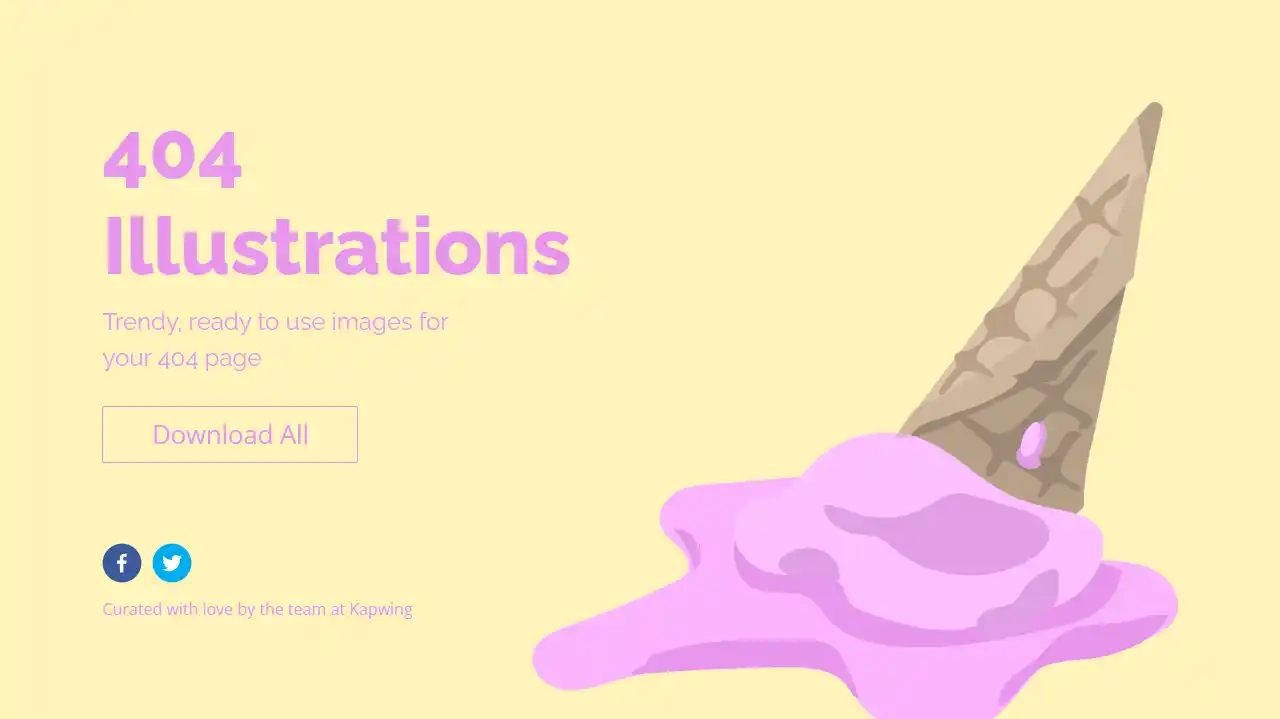 404
Illustrations
Trendy, ready to use images for
your 404 page
Download All
Curated with love by the team at Kapwing